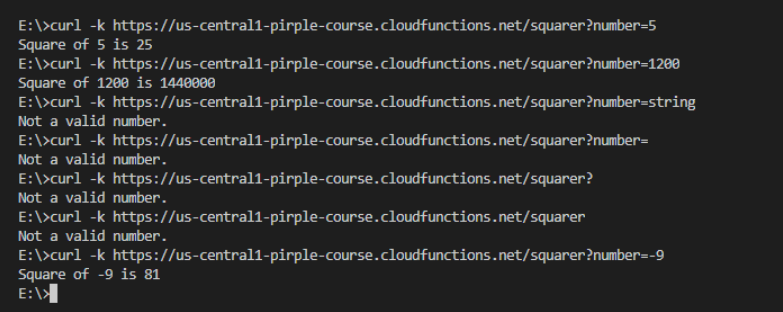 E:\>curl -k https://us-central1-pirple-course.cloudfunctions.net/squarer?number=5
Square of 5 is 25
E:\>curl -k https://us-central1-pirple-course.cloudfunctions.net/squarer?number=1200
Square of 1200 is 1440000
E:\>curl -k https://us-central1-pirple-course.cloudfunctions.net/squarer?number=string
Not a valid number.
E:\>curl -k https://us-central1-pirple-course.cloudfunctions.net/squarer?number=
Not a valid number.
E:\>curl -k https://us-central1-pirple-course.cloudfunctions.net/squarer?
Not a valid number.
E:\>curl -k https://us-central1-pirple-course.cloudfunctions.net/squarer
Not a valid number.
E:\>curl -k https://us-central1-pirple-course.cloudfunctions.net/squarer?number=-9
Square of -9 is 81
E:\>